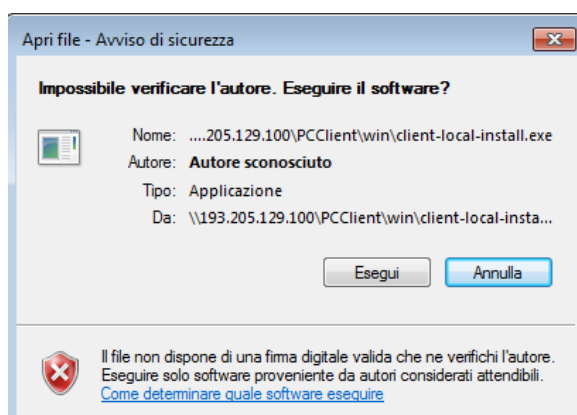 Apri file - Avviso di sicurezza
Impossibile verificare l'autore. Eseguire il software?
Nome: ....205.129.100\PCClient\win\client-local-install.exe
Autore: Autore sconosciuto
Tipo: Applicazione
Da: \\193.205.129.100\PCClient\win\client-local-insta...
Esegui Annulla
Il file non dispone di una firma digitale valida che ne verifichi l'autore.
Eseguire solo software proveniente da autori considerati attendibili.
Come determinare quale software eseguire